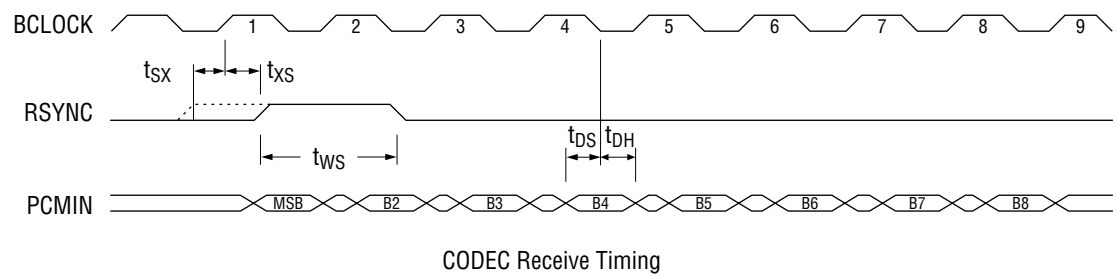 BCLOCK 1 2 3 4 5 6 7 8 9
tSX tXS
RSYNC
tDS tDH
tWS
PCMIN MSB B2 B3 B4 B5 B6 B7 B8
CODEC Receive Timing